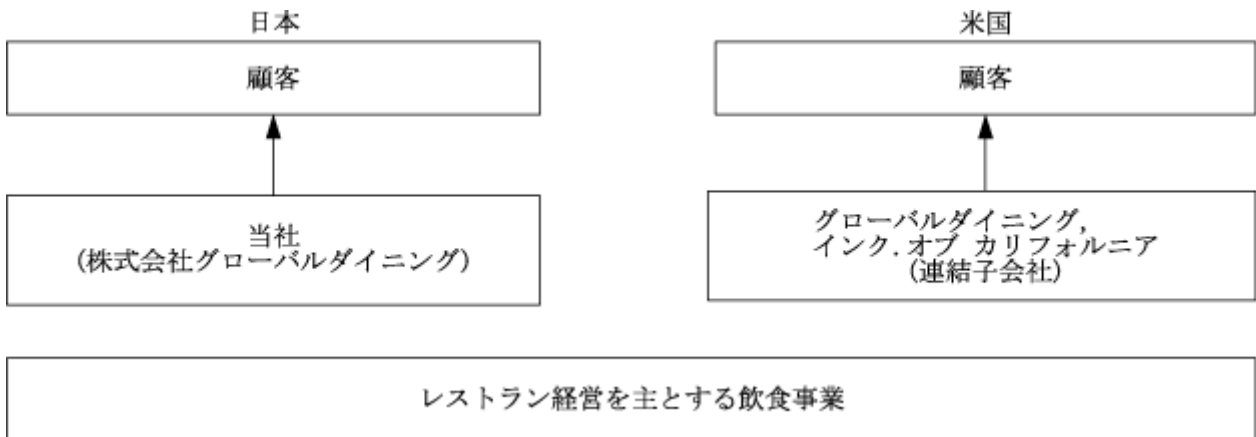 日本
米国
顧客
顧客
当社
(株式会社グローバルダイニング)
グローバルダイニング,
インク.オブ カリフォルニア
(連結子会社)
レストラン経営を主とする飲食事業